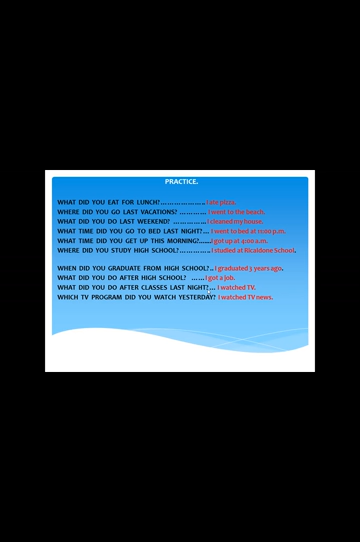 PRACTICE.
WHAT DID YOU EAT FOR LUNCH?................... I ate pizza.
WHERE DID YOU GO LAST VACATIONS? ............ I went to the beach.
WHAT DID YOU DO LAST WEEKEND? ...............I cleaned my house.
WHAT TIME DID YOU GO TO BED LAST NIGHT?... I went to bed at 11:00 p.m.
WHAT TIME DID YOU GET UP THIS MORNING?......I got up at 4:00 a.m.
WHERE DID YOU STUDY HIGH SCHOOL?..............I studied at Ricaldone School.
WHEN DID YOU GRADUATE FROM HIGH SCHOOL?.. I graduated 5 years ago.
WHAT DID YOU DO AFTER HIGH SCHOOL? ......I got a job.
WHAT DID YOU DO AFTER CLASSES LAST NIGHT?... I watched TV.
WHICH TV PROGRAM DID YOU WATCH YESTERDAY? I watched TV news.